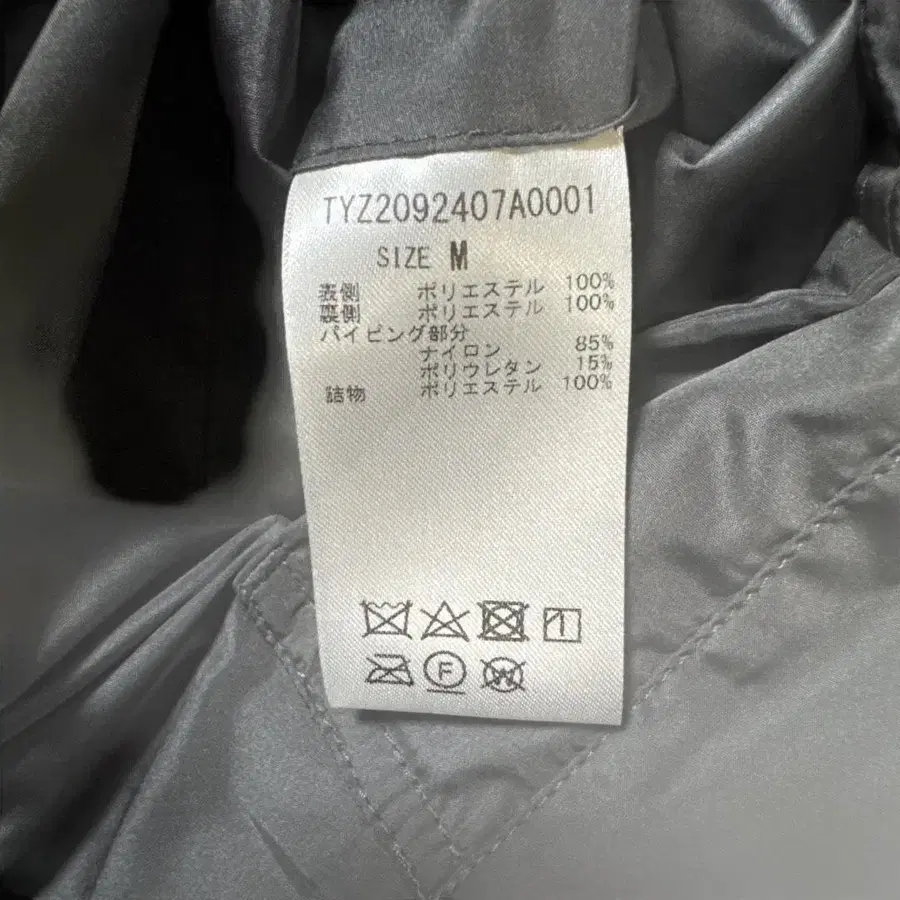 TYZ2092407A0001
SIZE M
表側 ポリエステル 100%
裏側 ポリエステル 100%
パイピング部分
ナイロン 85%
ポリウレタン 15%
詰物 ポリエステル 100%
F W